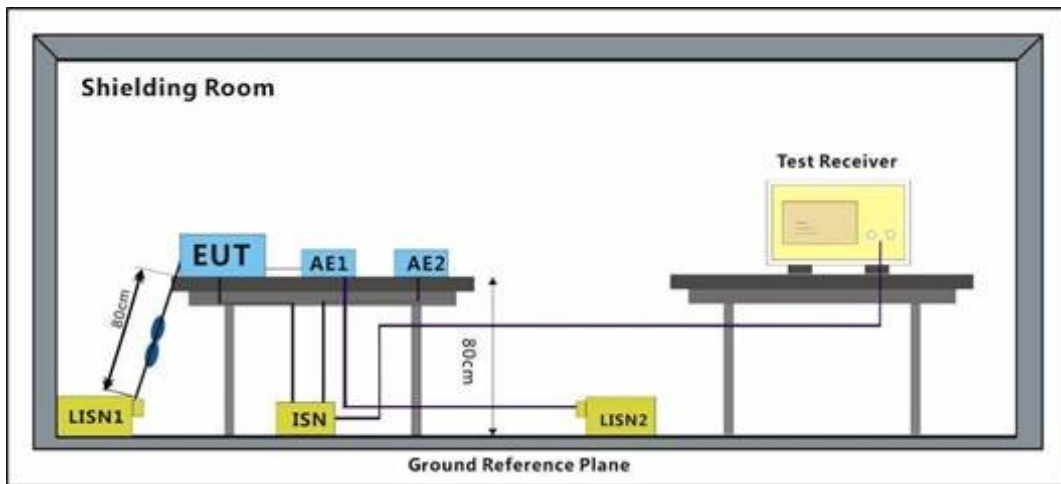 Shielding Room
Test Receiver
EUT
AE1
AE2
80cm
80cm
LISN1
ISN
LISN2
Ground Reference Plane